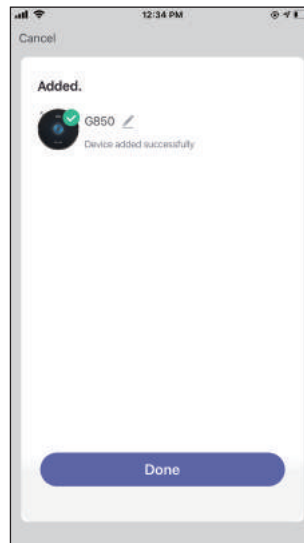 12:34 PM
Cancel
Added.
G850
Device added successfully
Done